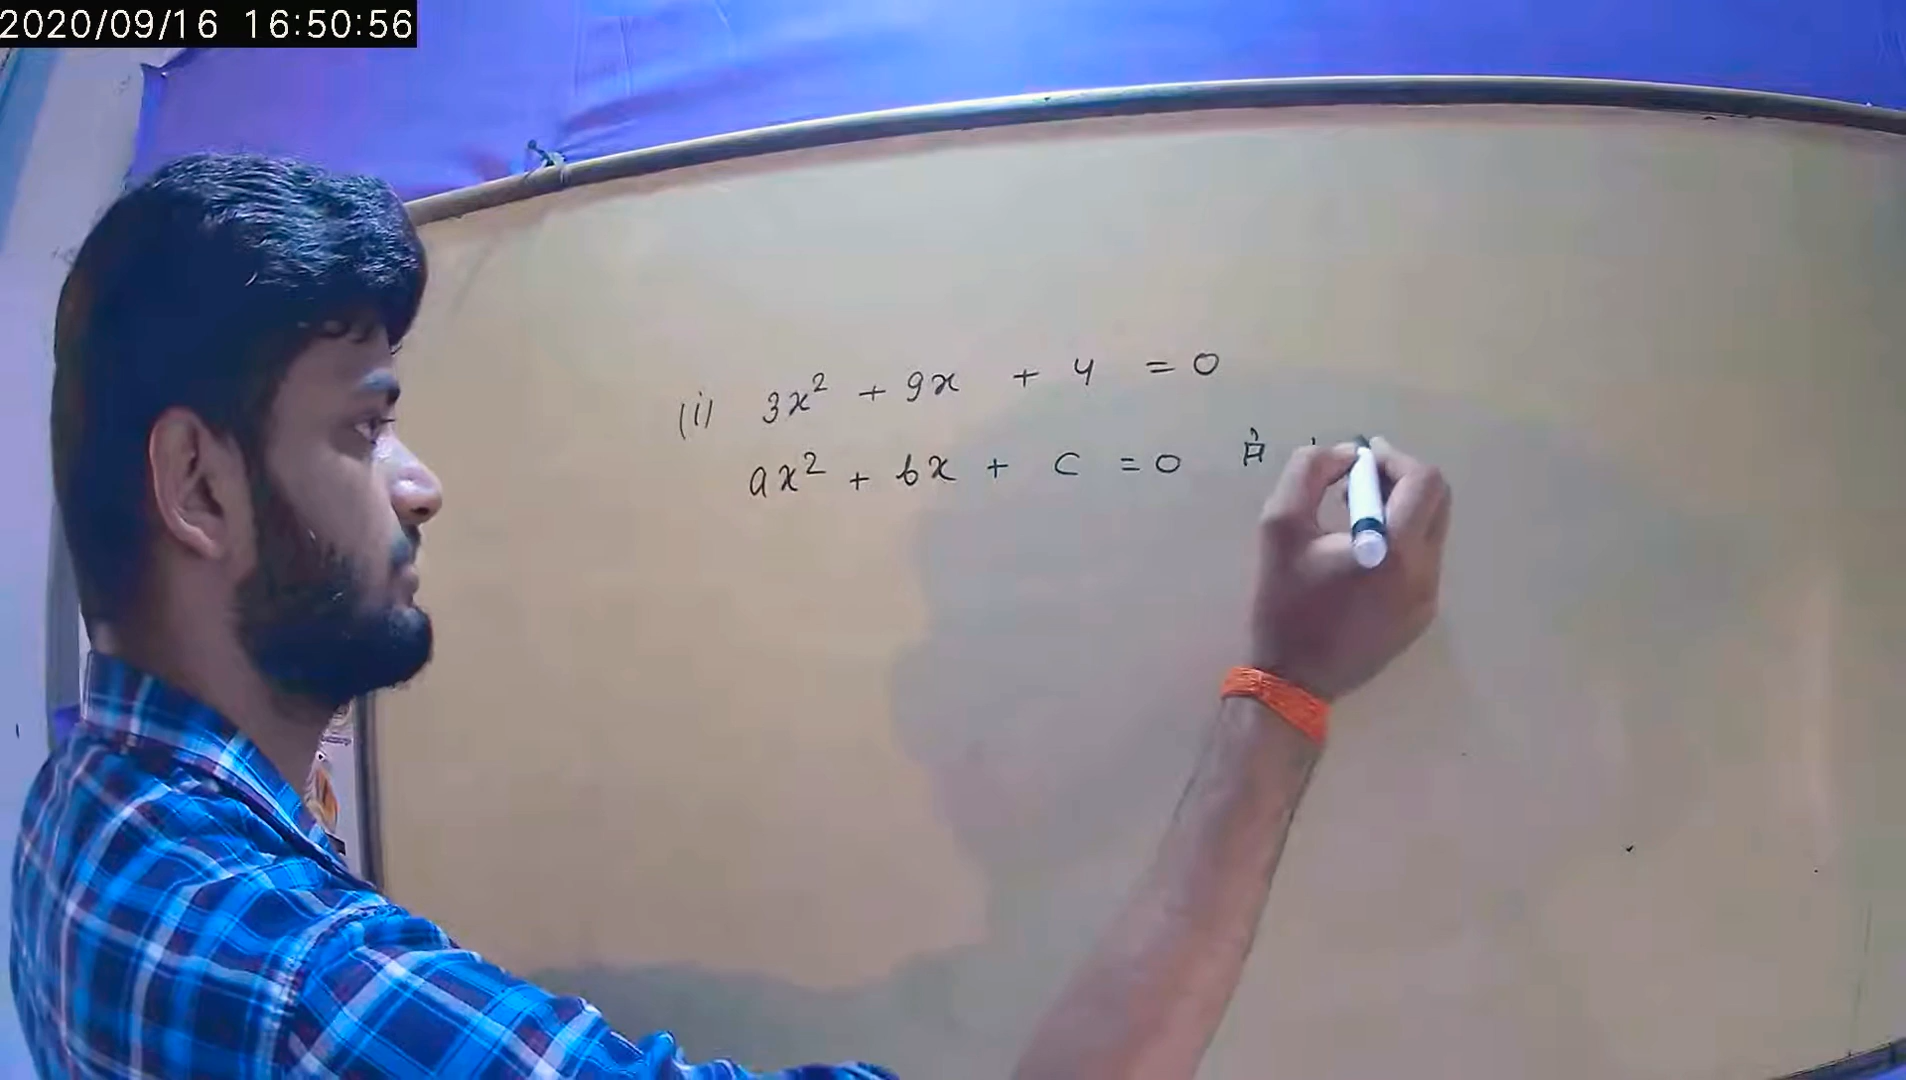 2020/09/16 16:50:56
(i) 3x² + 9x + 4 = 0
ax² + bx + c = 0 से